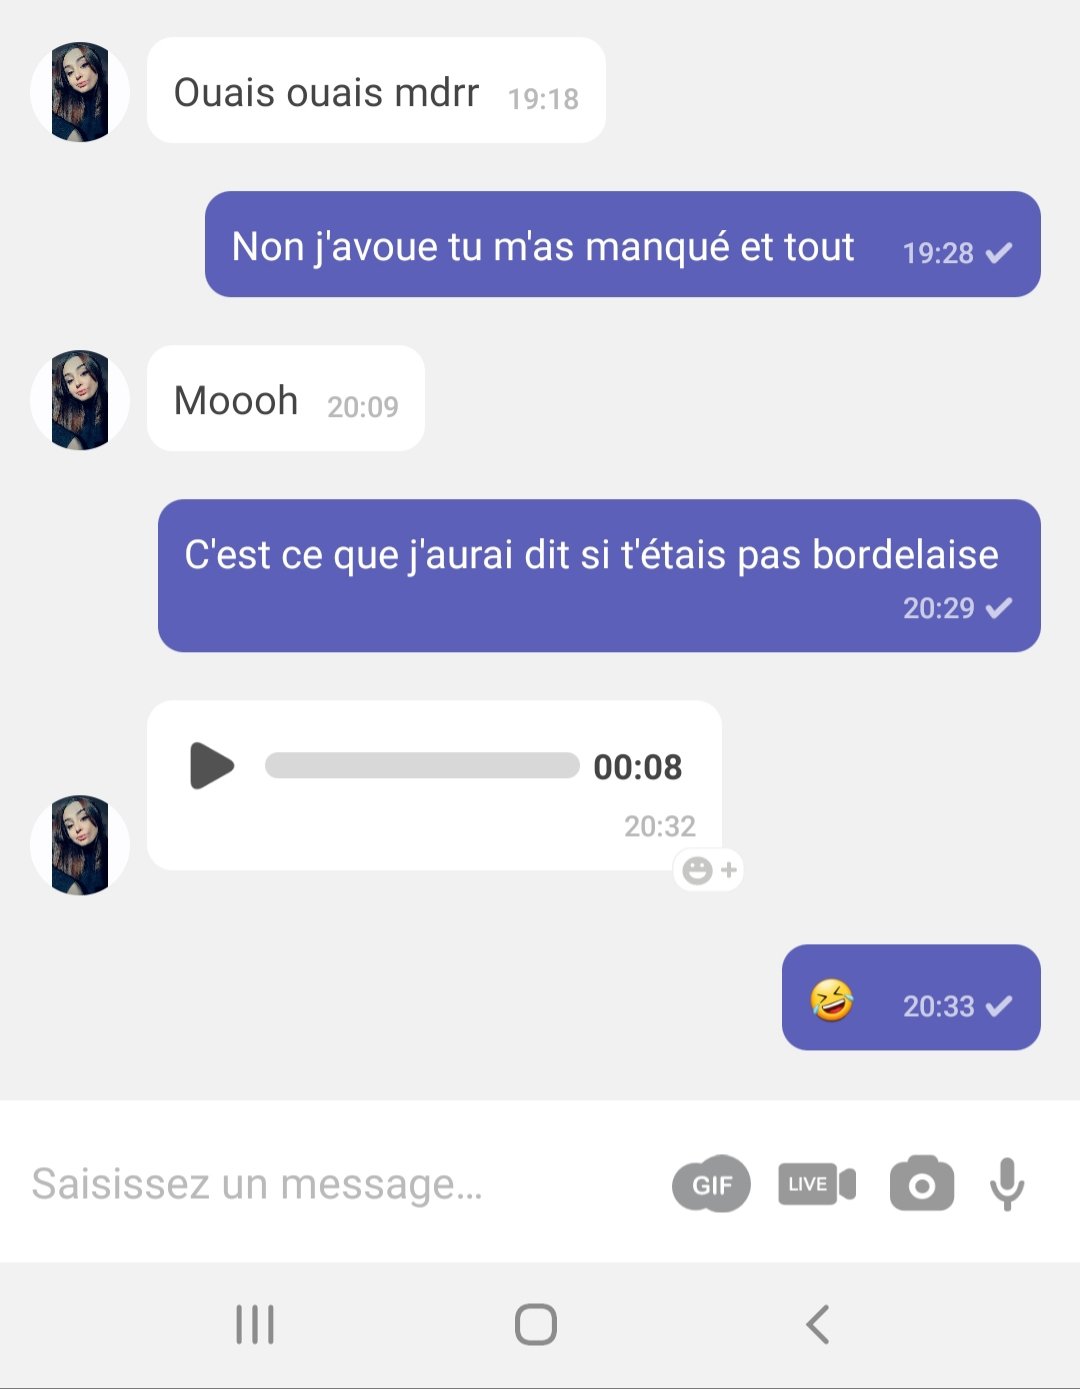 Ouais ouais mdrr 19:18
Non j'avoue tu m'as manqué et tout 19:28
Moooh 20:09
C'est ce que j'aurai dit si t'étais pas bordelaise
20:29
00:08
20:32
🤣 20:33
Saisissez un message... GIF LIVE